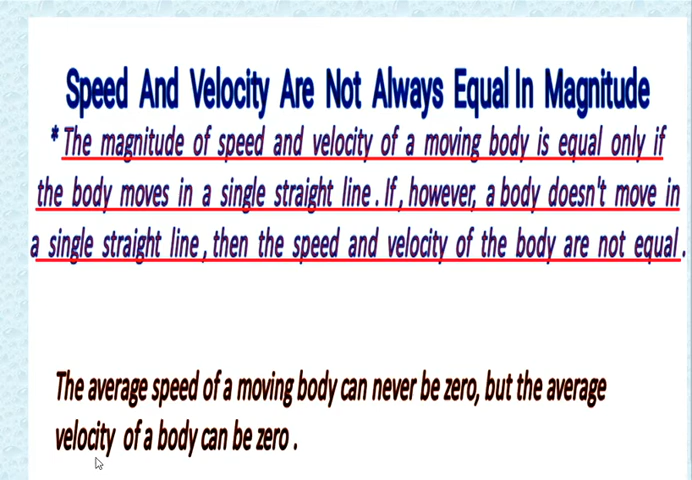 Speed And Velocity Are Not Always Equal In Magnitude
* The magnitude of speed and velocity of a moving body is equal only if
the body moves in a single straight line. If, however, a body doesn't move in
a single straight line, then the speed and velocity of the body are not equal.
The average speed of a moving body can never be zero, but the average
velocity of a body can be zero.